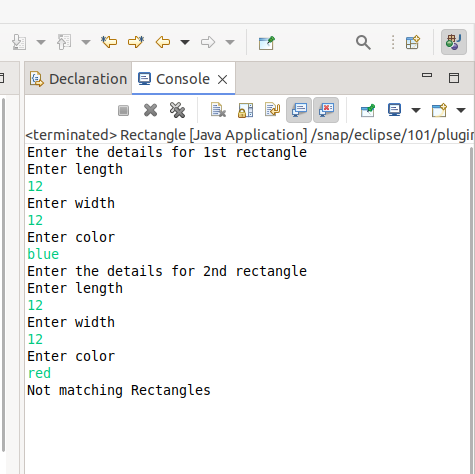 Declaration
Console
<terminated> Rectangle [Java Application] /snap/eclipse/101/plugin
Enter the details for 1st rectangle
Enter length
12
Enter width
12
Enter color
blue
Enter the details for 2nd rectangle
Enter length
12
Enter width
12
Enter color
red
Not matching Rectangles